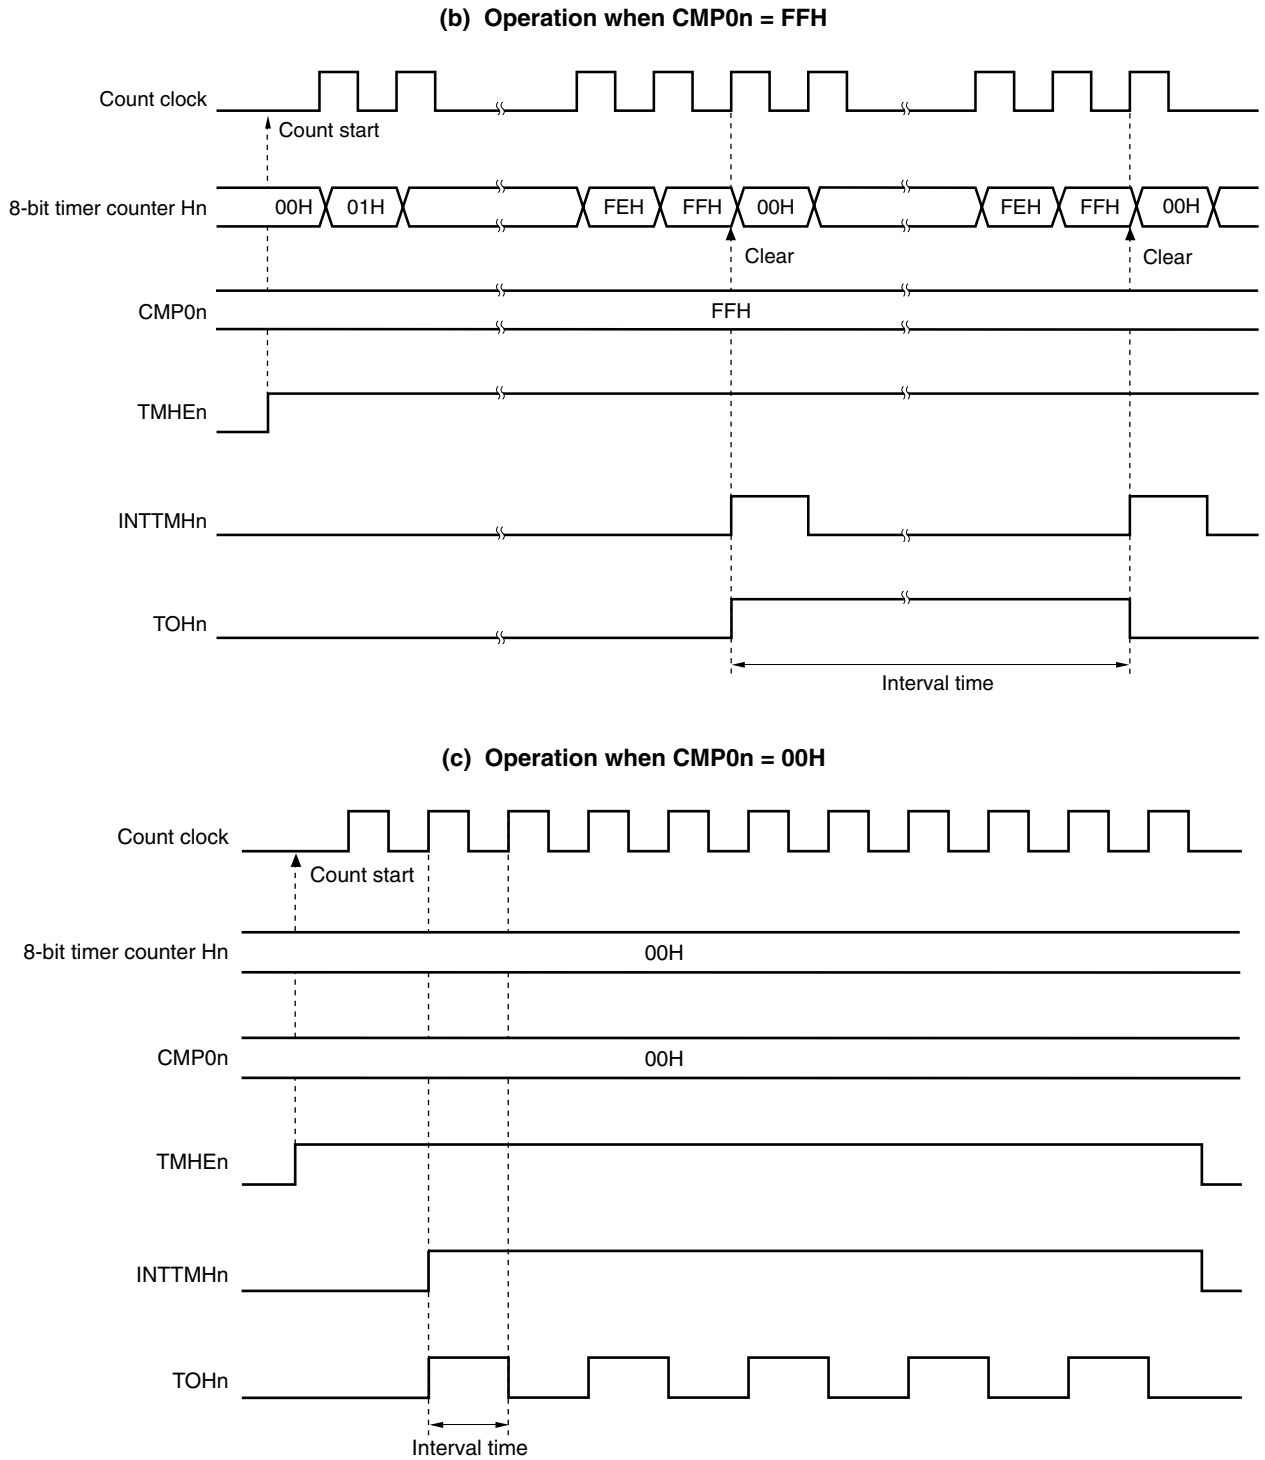 (b) Operation when CMP0n = FFH
Count clock
Count start
8-bit timer counter Hn
00H 01H FEH FFH 00H FEH FFH 00H
Clear Clear
CMP0n
FFH
TMHEn
INTTMHn
TOHn
Interval time
(c) Operation when CMP0n = 00H
Count clock
Count start
8-bit timer counter Hn
00H
CMP0n
00H
TMHEn
INTTMHn
TOHn
Interval time